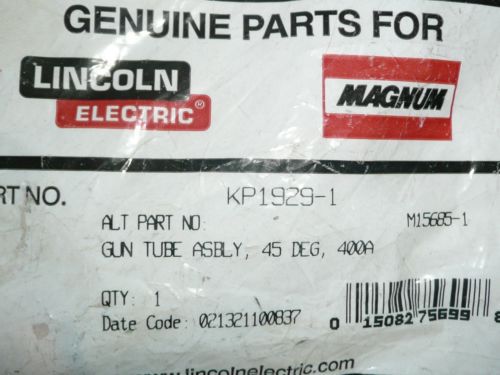 GENUINE PARTS FOR
LINCOLN
ELECTRIC®
MAGNUM
RT NO. KP1929-1
ALT PART NO: M15685-1
GUN TUBE ASBLY, 45 DEG, 400A
QTY: 1
Date Code: 021321100837
0 15082 75699 8
www.lincolnelectric.com